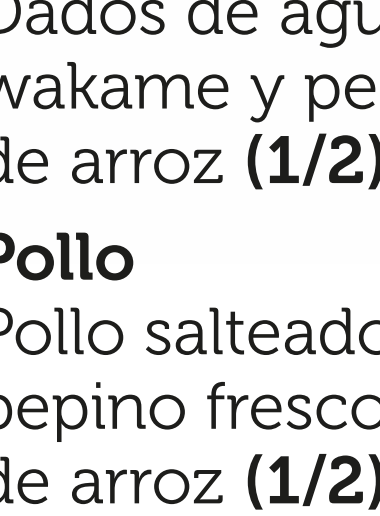 Dados de agu
wakame y pe
de arroz (1/2)
Pollo
Pollo salteado
pepino fresco
de arroz (1/2)